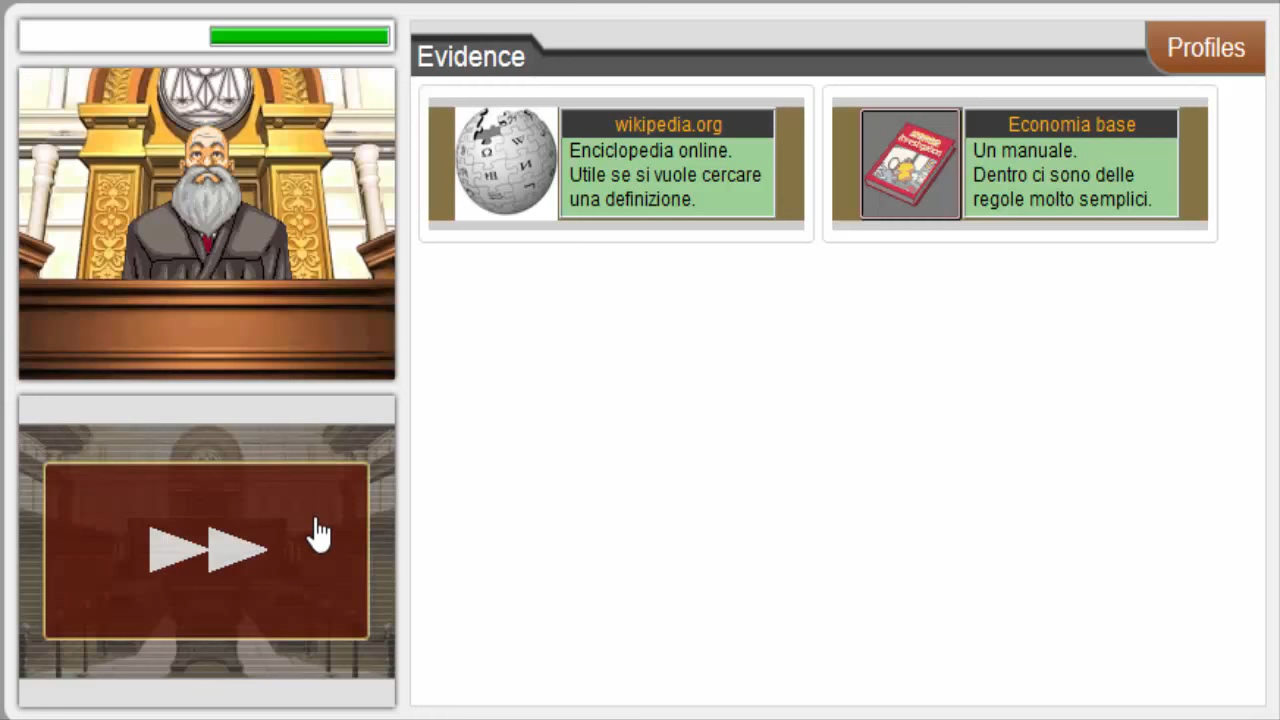 Evidence
Profiles
wikipedia.org
Enciclopedia online.
Utile se si vuole cercare
una definizione.
Economia base
Un manuale.
Dentro ci sono delle
regole molto semplici.